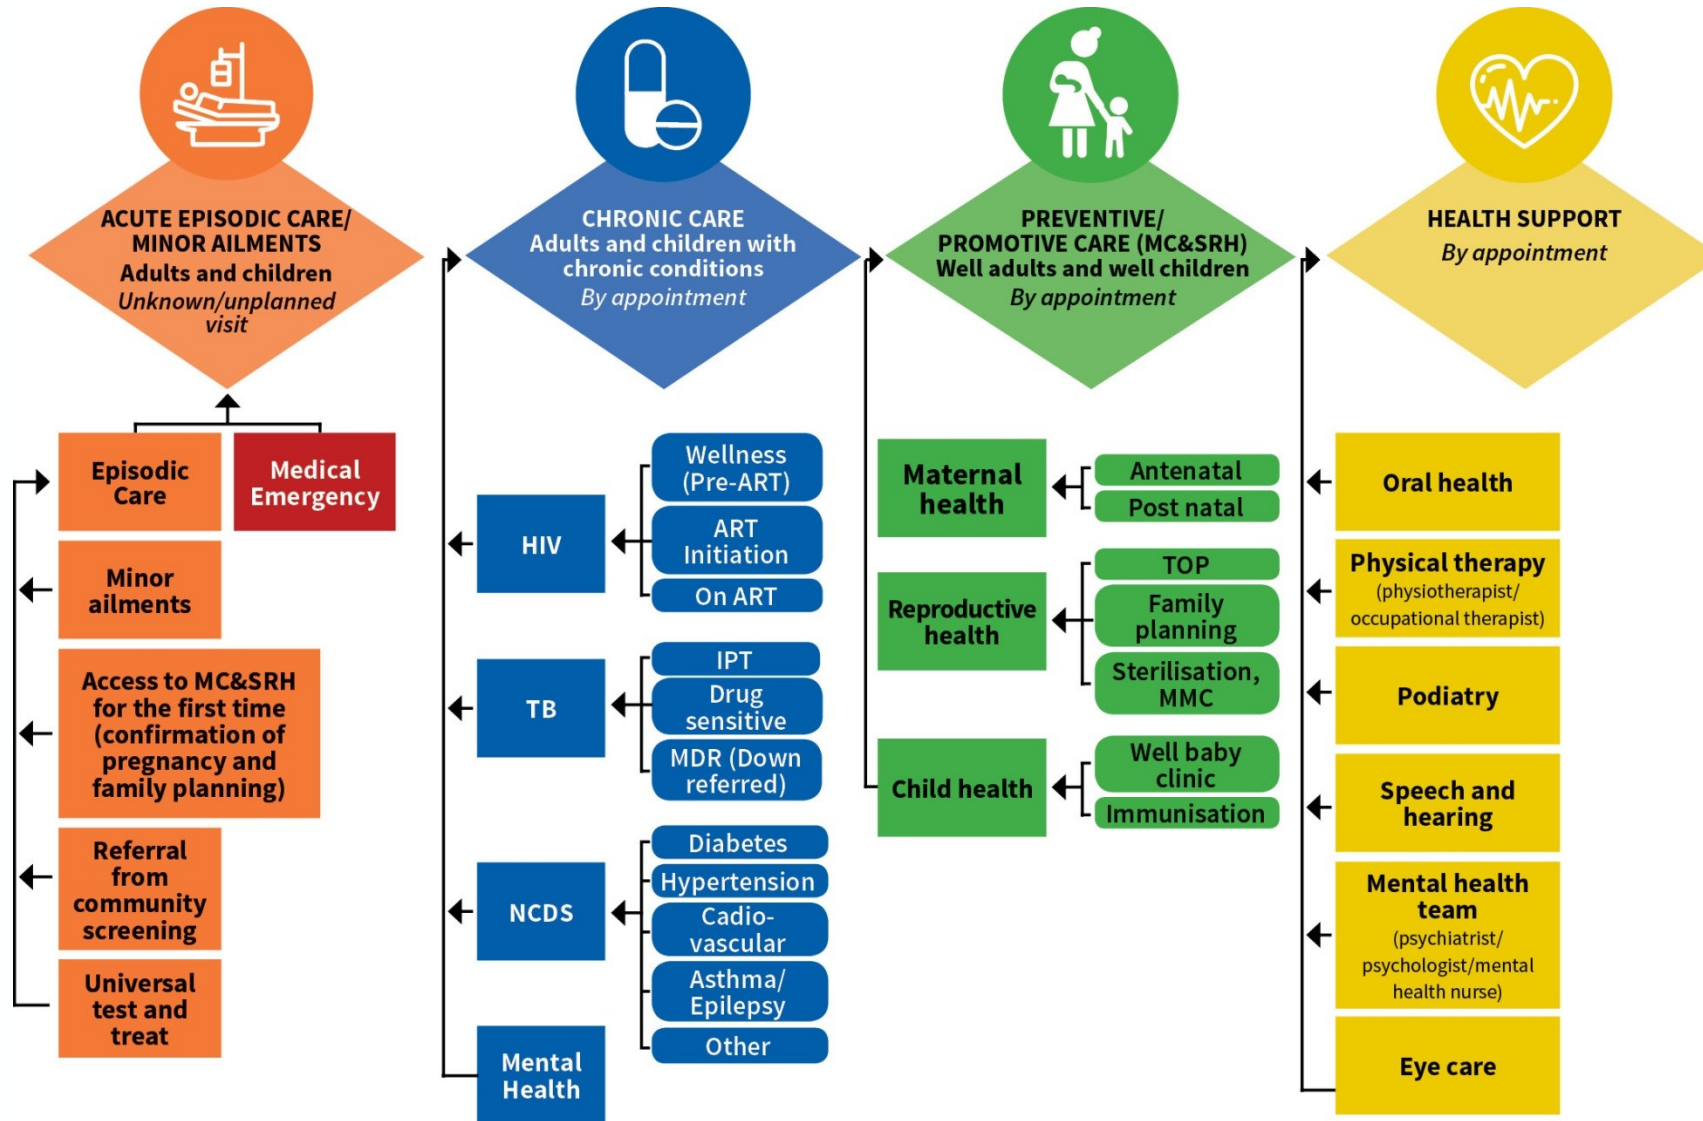 ACUTE EPISODIC CARE/
MINOR AILMENTS
Adults and children
Unknown/unplanned
visit
Episodic
Care
Medical
Emergency
Minor
ailments
Access to MC&SRH
for the first time
(confirmation of
pregnancy and
family planning)
Referral
from
community
screening
Universal
test and
treat
CHRONIC CARE
Adults and children with
chronic conditions
By appointment
HIV
Wellness
(Pre-ART)
ART
Initiation
On ART
TB
IPT
Drug
sensitive
MDR (Down
referred)
NCDS
Diabetes
Hypertension
Cadio-
vascular
Asthma/
Epilepsy
Other
Mental
Health
PREVENTIVE/
PROMOTIVE CARE (MC&SRH)
Well adults and well children
By appointment
Maternal
health
Antenatal
Post natal
Reproductive
health
TOP
Family
planning
Sterilisation,
MMC
Child health
Well baby
clinic
Immunisation
HEALTH SUPPORT
By appointment
Oral health
Physical therapy
(physiotherapist/
occupational therapist)
Podiatry
Speech and
hearing
Mental health
team
(psychiatrist/
psychologist/mental
health nurse)
Eye care